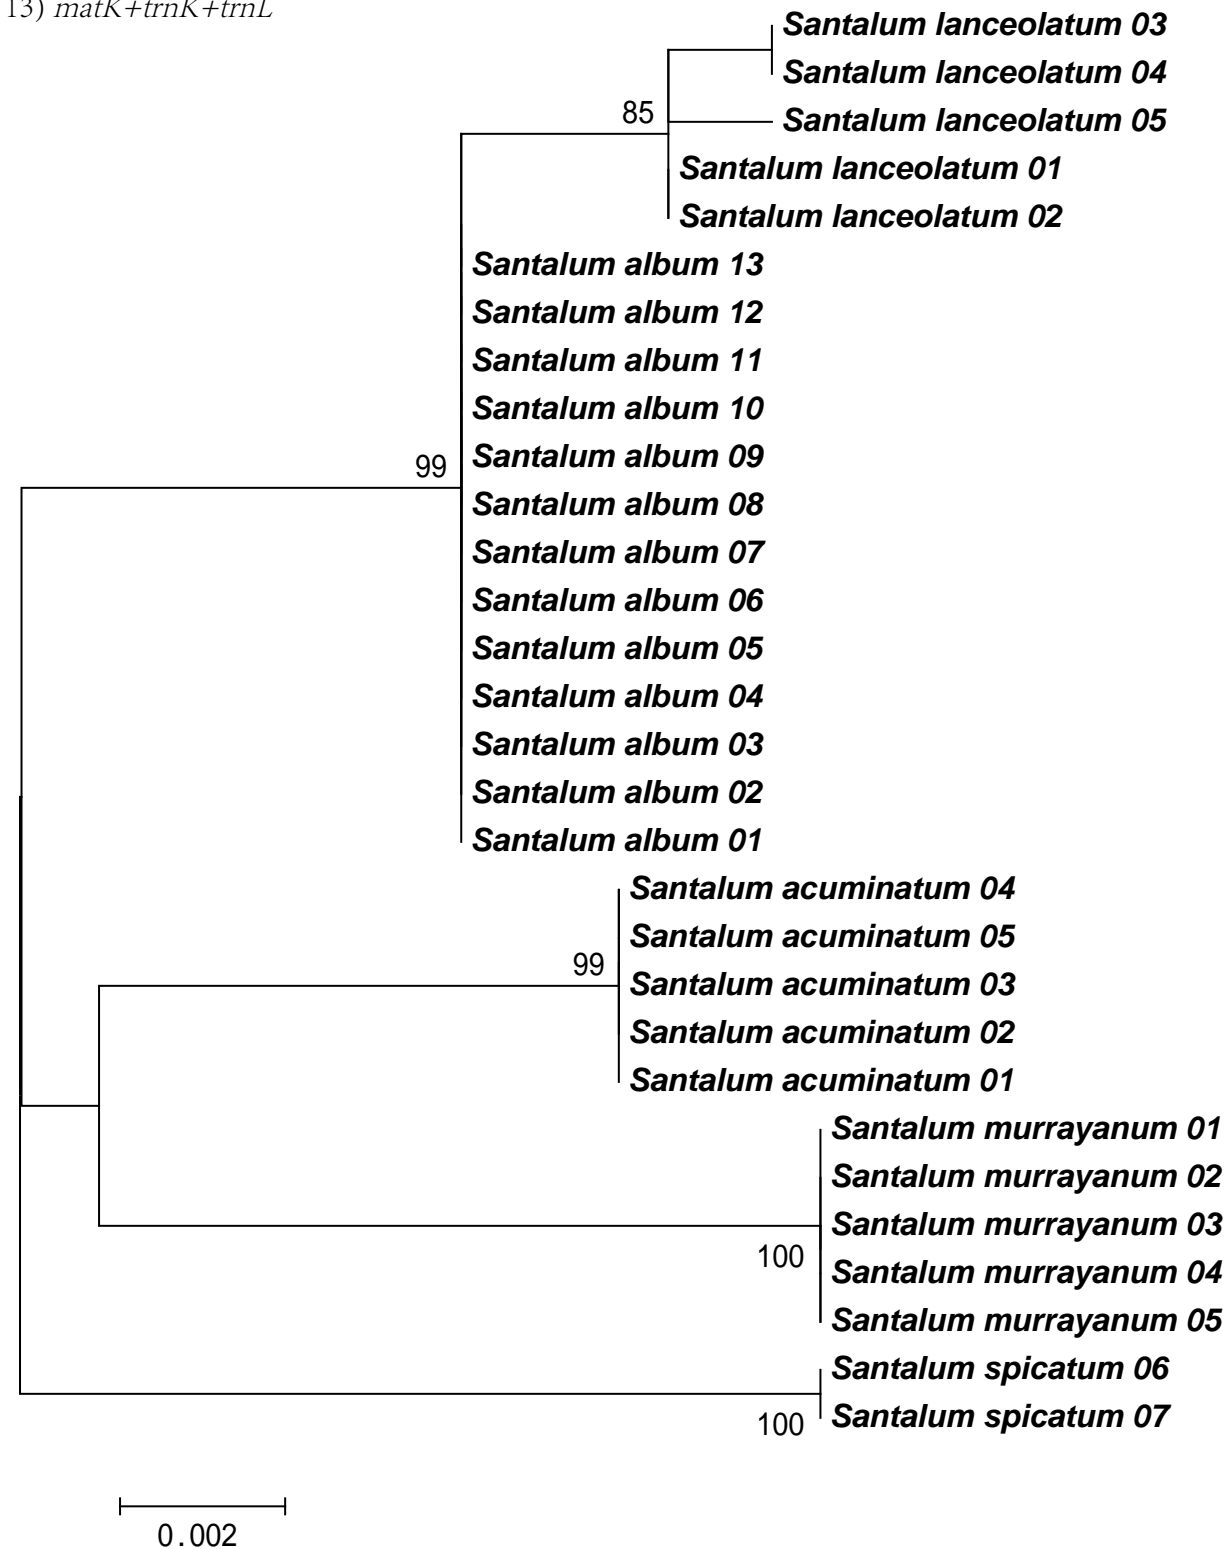 13) matK+trnK+trnL
Santalum lanceolatum 03
Santalum lanceolatum 04
85
Santalum lanceolatum 05
Santalum lanceolatum 01
Santalum lanceolatum 02
Santalum album 13
Santalum album 12
Santalum album 11
Santalum album 10
99
Santalum album 09
Santalum album 08
Santalum album 07
Santalum album 06
Santalum album 05
Santalum album 04
Santalum album 03
Santalum album 02
Santalum album 01
Santalum acuminatum 04
Santalum acuminatum 05
99
Santalum acuminatum 03
Santalum acuminatum 02
Santalum acuminatum 01
Santalum murrayanum 01
Santalum murrayanum 02
Santalum murrayanum 03
100
Santalum murrayanum 04
Santalum murrayanum 05
Santalum spicatum 06
100
Santalum spicatum 07
0.002